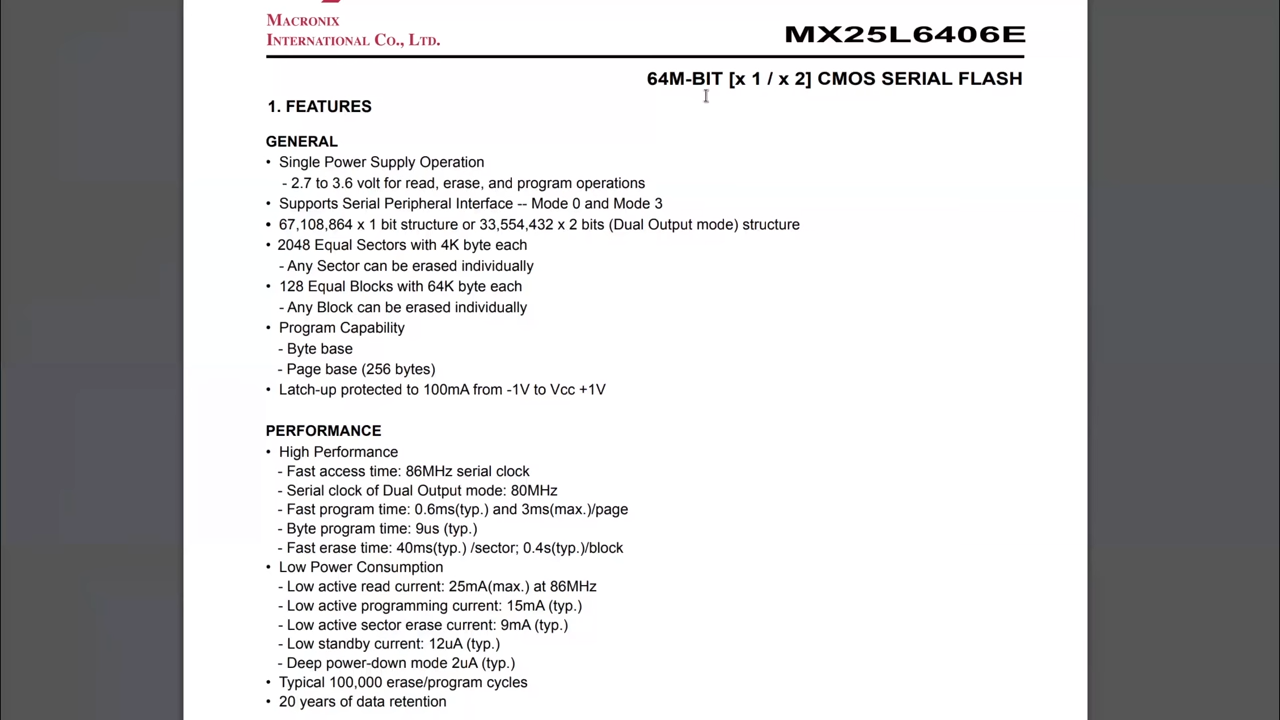 MACRONIX
INTERNATIONAL CO., LTD.
MX25L6406E
64M-BIT [x 1 / x 2] CMOS SERIAL FLASH
1. FEATURES
GENERAL
• Single Power Supply Operation
- 2.7 to 3.6 volt for read, erase, and program operations
• Supports Serial Peripheral Interface -- Mode 0 and Mode 3
• 67,108,864 x 1 bit structure or 33,554,432 x 2 bits (Dual Output mode) structure
• 2048 Equal Sectors with 4K byte each
- Any Sector can be erased individually
• 128 Equal Blocks with 64K byte each
- Any Block can be erased individually
• Program Capability
- Byte base
- Page base (256 bytes)
• Latch-up protected to 100mA from -1V to Vcc +1V
PERFORMANCE
• High Performance
- Fast access time: 86MHz serial clock
- Serial clock of Dual Output mode: 80MHz
- Fast program time: 0.6ms(typ.) and 3ms(max.)/page
- Byte program time: 9us (typ.)
- Fast erase time: 40ms(typ.) /sector; 0.4s(typ.)/block
• Low Power Consumption
- Low active read current: 25mA(max.) at 86MHz
- Low active programming current: 15mA (typ.)
- Low active sector erase current: 9mA (typ.)
- Low standby current: 12uA (typ.)
- Deep power-down mode 2uA (typ.)
• Typical 100,000 erase/program cycles
• 20 years of data retention